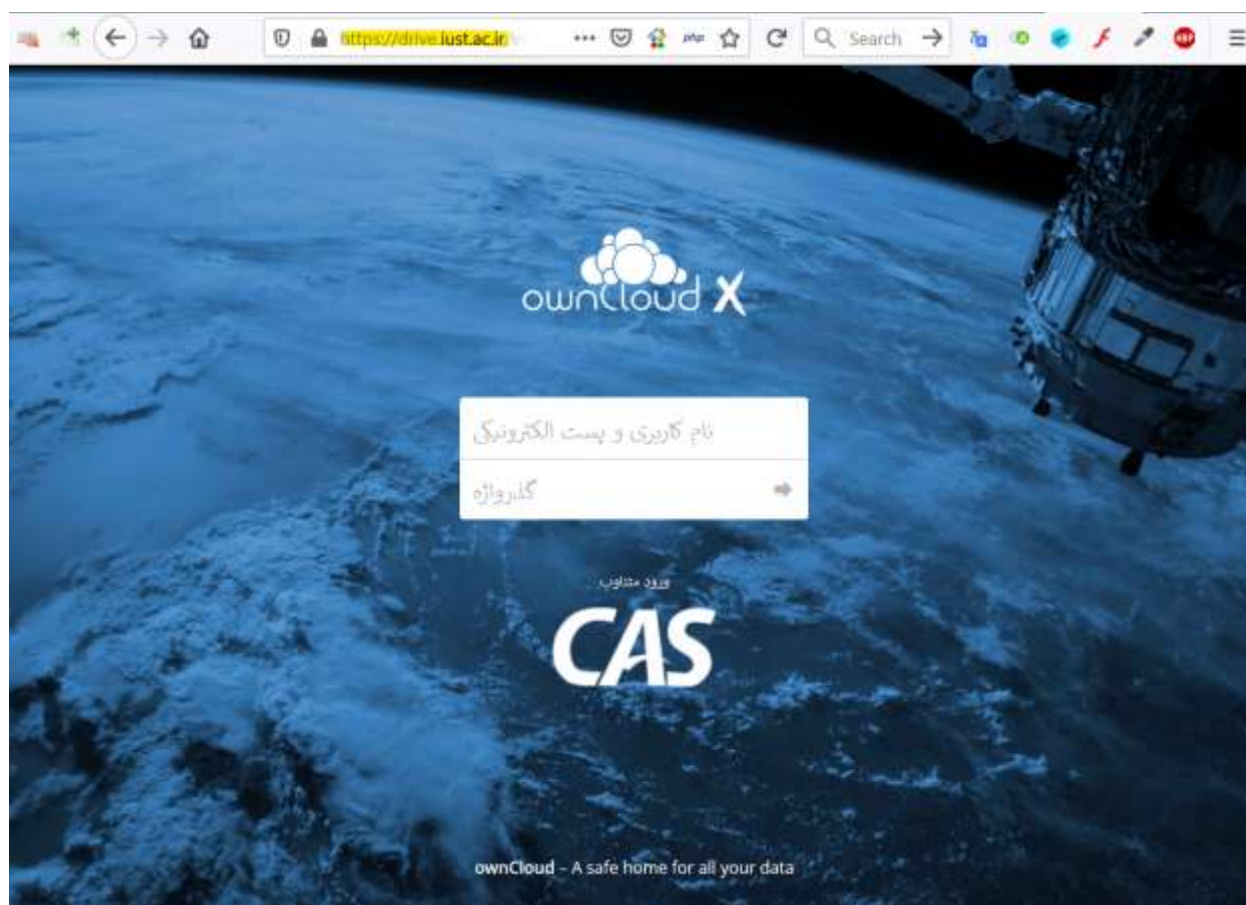 https://drive.iust.ac.ir
Search
ownCloud X
نام کاربری و پست الکترونیکی
گذرواژه
ورود متناوب
CAS
ownCloud – A safe home for all your data